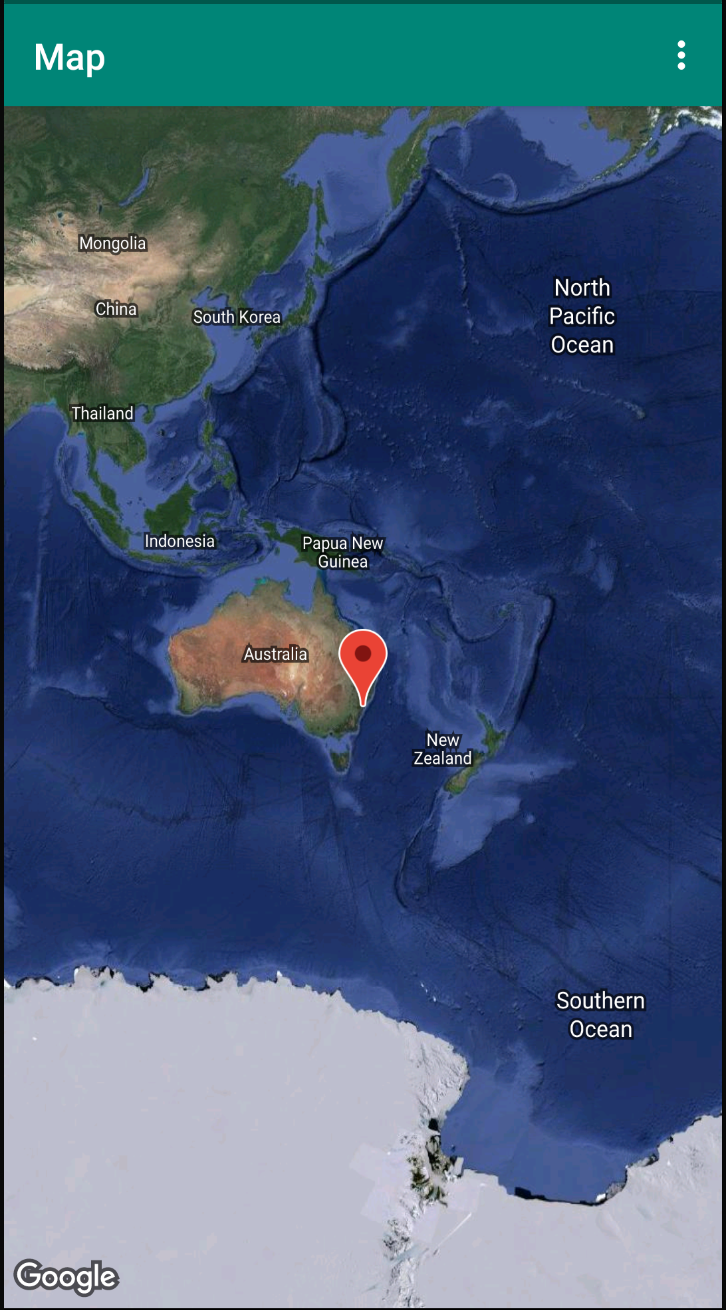 Map
Mongolia
China
South Korea
North
Pacific
Ocean
Thailand
Indonesia
Papua New
Guinea
Australia
New
Zealand
Southern
Ocean
Google